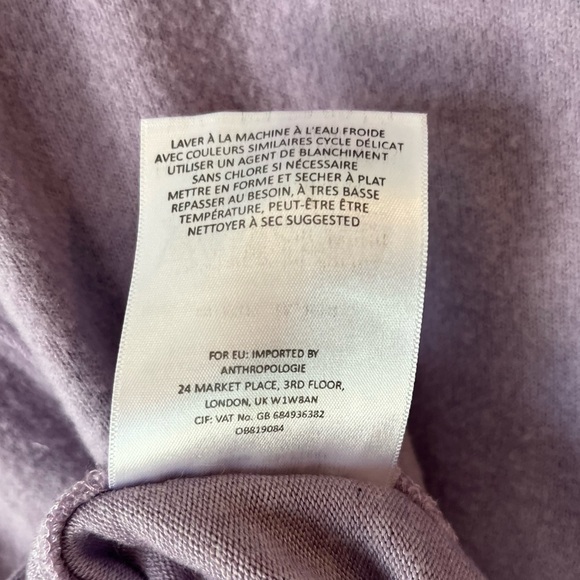 LAVER À LA MACHINE À L'EAU FROIDE
AVEC COULEURS SIMILAIRES CYCLE DÉLICAT
UTILISER UN AGENT DE BLANCHIMENT
SANS CHLORE SI NÉCESSAIRE
METTRE EN FORME ET SECHER À PLAT
REPASSER AU BESOIN, À TRES BASSE
TEMPÉRATURE, PEUT-ÊTRE ÊTRE
NETTOYER À SEC SUGGESTED
FOR EU: IMPORTED BY
ANTHROPOLOGIE
24 MARKET PLACE, 3RD FLOOR,
LONDON, UK W1W8AN
CIF: VAT No. GB 684936382
OB819084